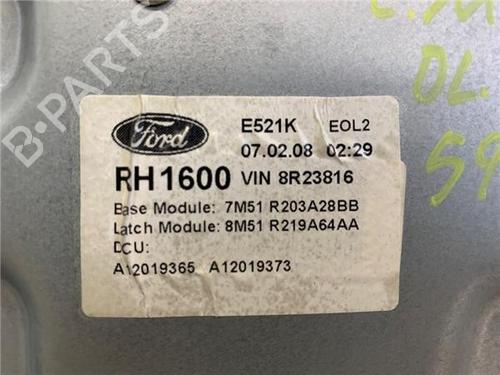 B-PARTS
Ford E521K EOL2
07.02.08 02:29
RH1600 VIN 8R23816
Base Module: 7M51 R203A28BB
Latch Module: 8M51 R219A64AA
DCU:
A12019365 A12019373
OL.